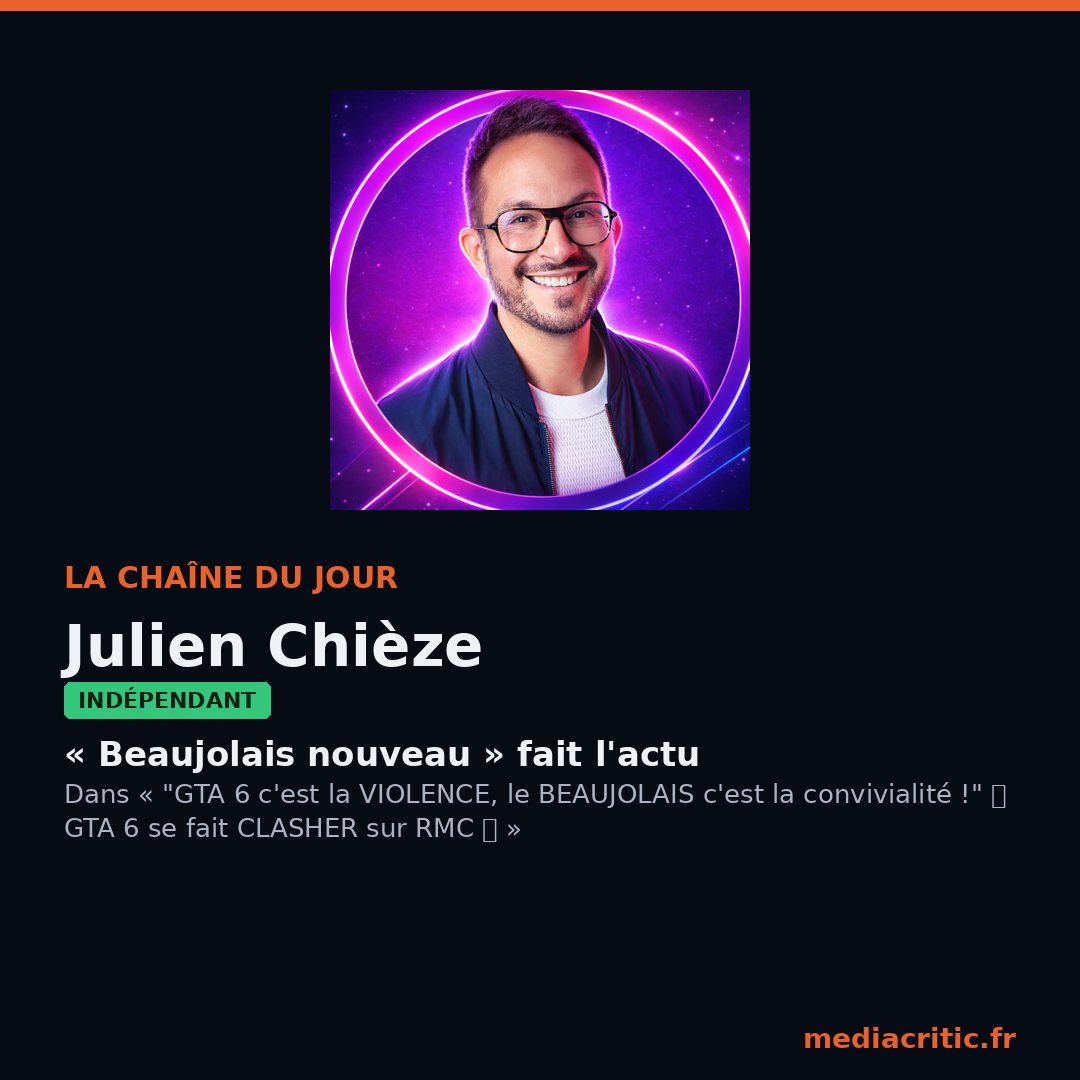 LA CHAÎNE DU JOUR
Julien Chièze
INDÉPENDANT
« Beaujolais nouveau » fait l'actu
Dans « "GTA 6 c'est la VIOLENCE, le BEAUJOLAIS c'est la convivialité !" ▯
GTA 6 se fait CLASHER sur RMC ▯ »
mediacritic.fr